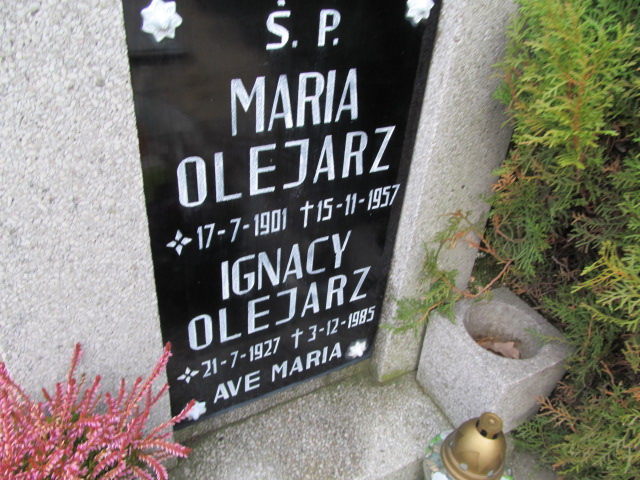 Ś. P.
MARIA
OLEJARZ
17-7-1901 †15-11-1957
IGNACY
OLEJARZ
21-7-1927 †3-12-1985
AVE MARIA